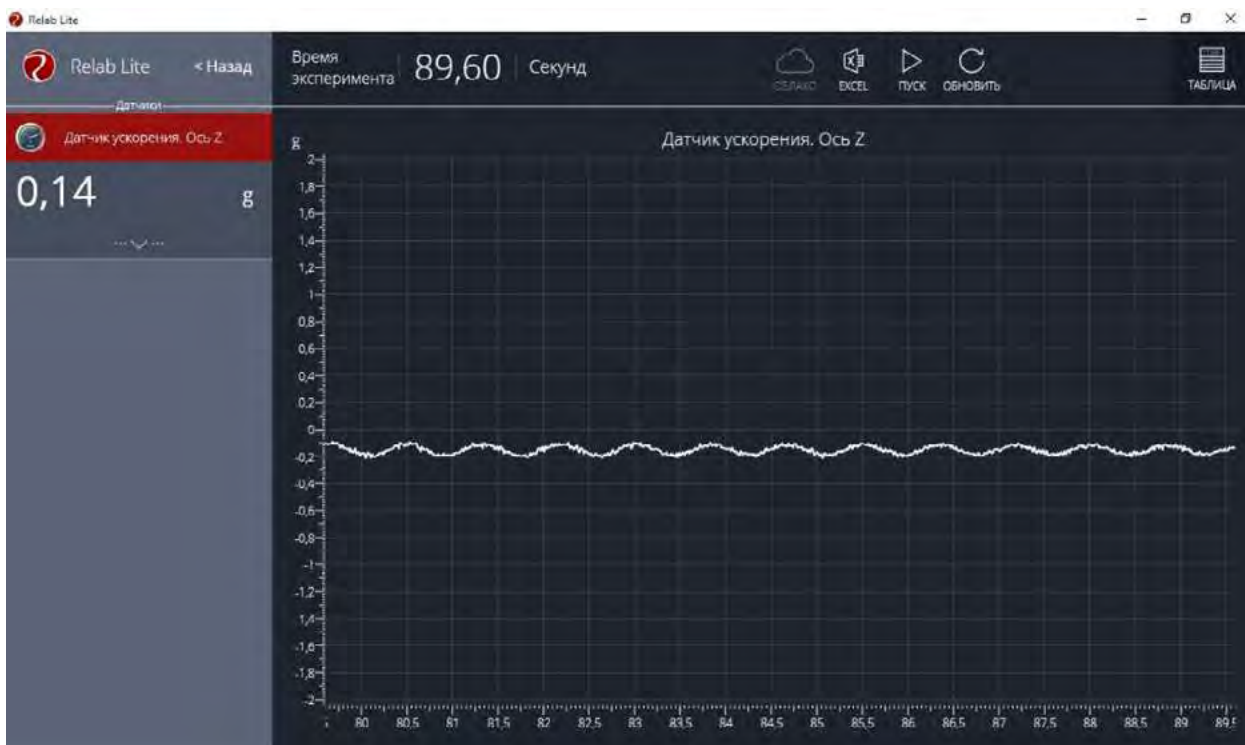 Relab Lite
Relab Lite
< Назад
Датчики
Датчик ускорения. Ось Z
0,14 g
Время
эксперимента
89,60
Секунд
ОБЛАКО
EXCEL
ПУСК
ОБНОВИТЬ
ТАБЛИЦА
g
Датчик ускорения. Ось Z
2
1,8
1,6
1,4
1,2
1
0,8
0,6
0,4
0,2
0
-0,2
-0,4
-0,6
-0,8
-1
-1,2
-1,4
-1,6
-1,8
-2
80 80,5 81 81,5 82 82,5 83 83,5 84 84,5 85 85,5 86 86,5 87 87,5 88 88,5 89 89,5